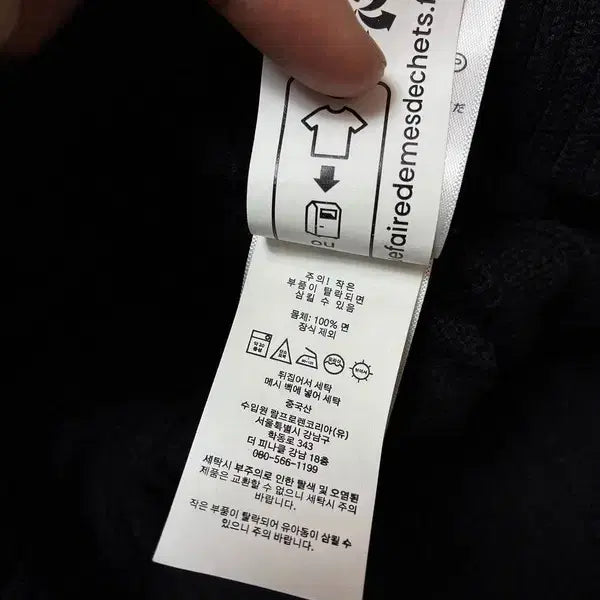 efairedemesdechets.f
주의! 작은
부품이 탈락되면
삼킬 수 있음
몸체: 100% 면
장식 제외
뒤집어서 세탁
메시 백에 넣어 세탁
중국산
수입원 랄프로렌코리아(유)
서울특별시 강남구
학동로 343
더 피나클 강남 18층
080-566-1199
세탁시 부주의로 인한 탈색 및 오염된
제품은 교환할 수 없으니 세탁시 주의
바랍니다.
작은 부품이 탈락되어 유아동이 삼킬 수
있으니 주의 바랍니다.